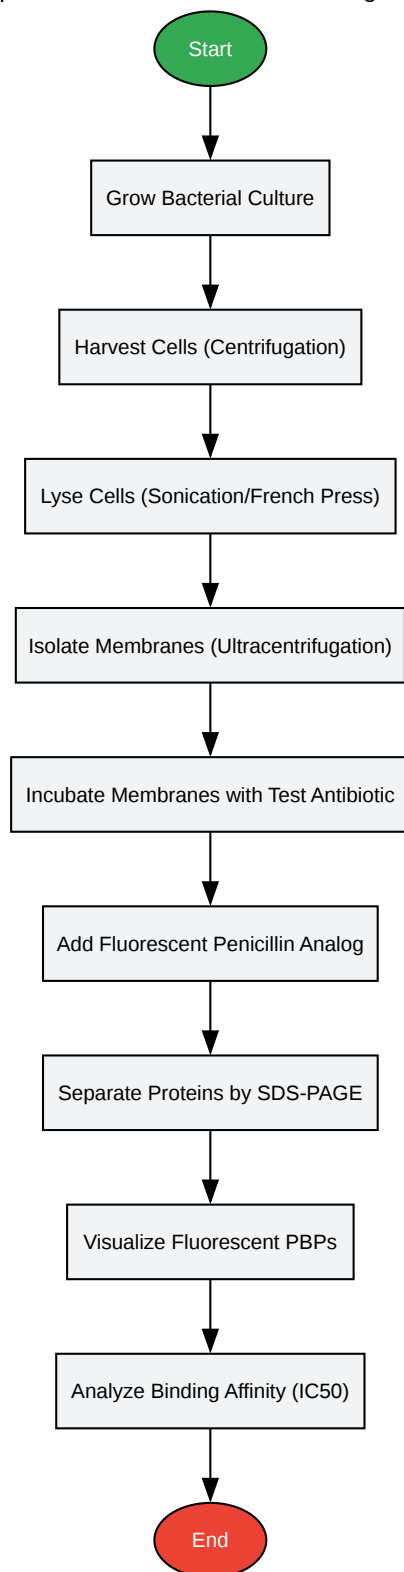 Start
Grow Bacterial Culture
Harvest Cells (Centrifugation)
Lyse Cells (Sonication/French Press)
Isolate Membranes (Ultracentrifugation)
Incubate Membranes with Test Antibiotic
Add Fluorescent Penicillin Analog
Separate Proteins by SDS-PAGE
Visualize Fluorescent PBPs
Analyze Binding Affinity (IC50)
End